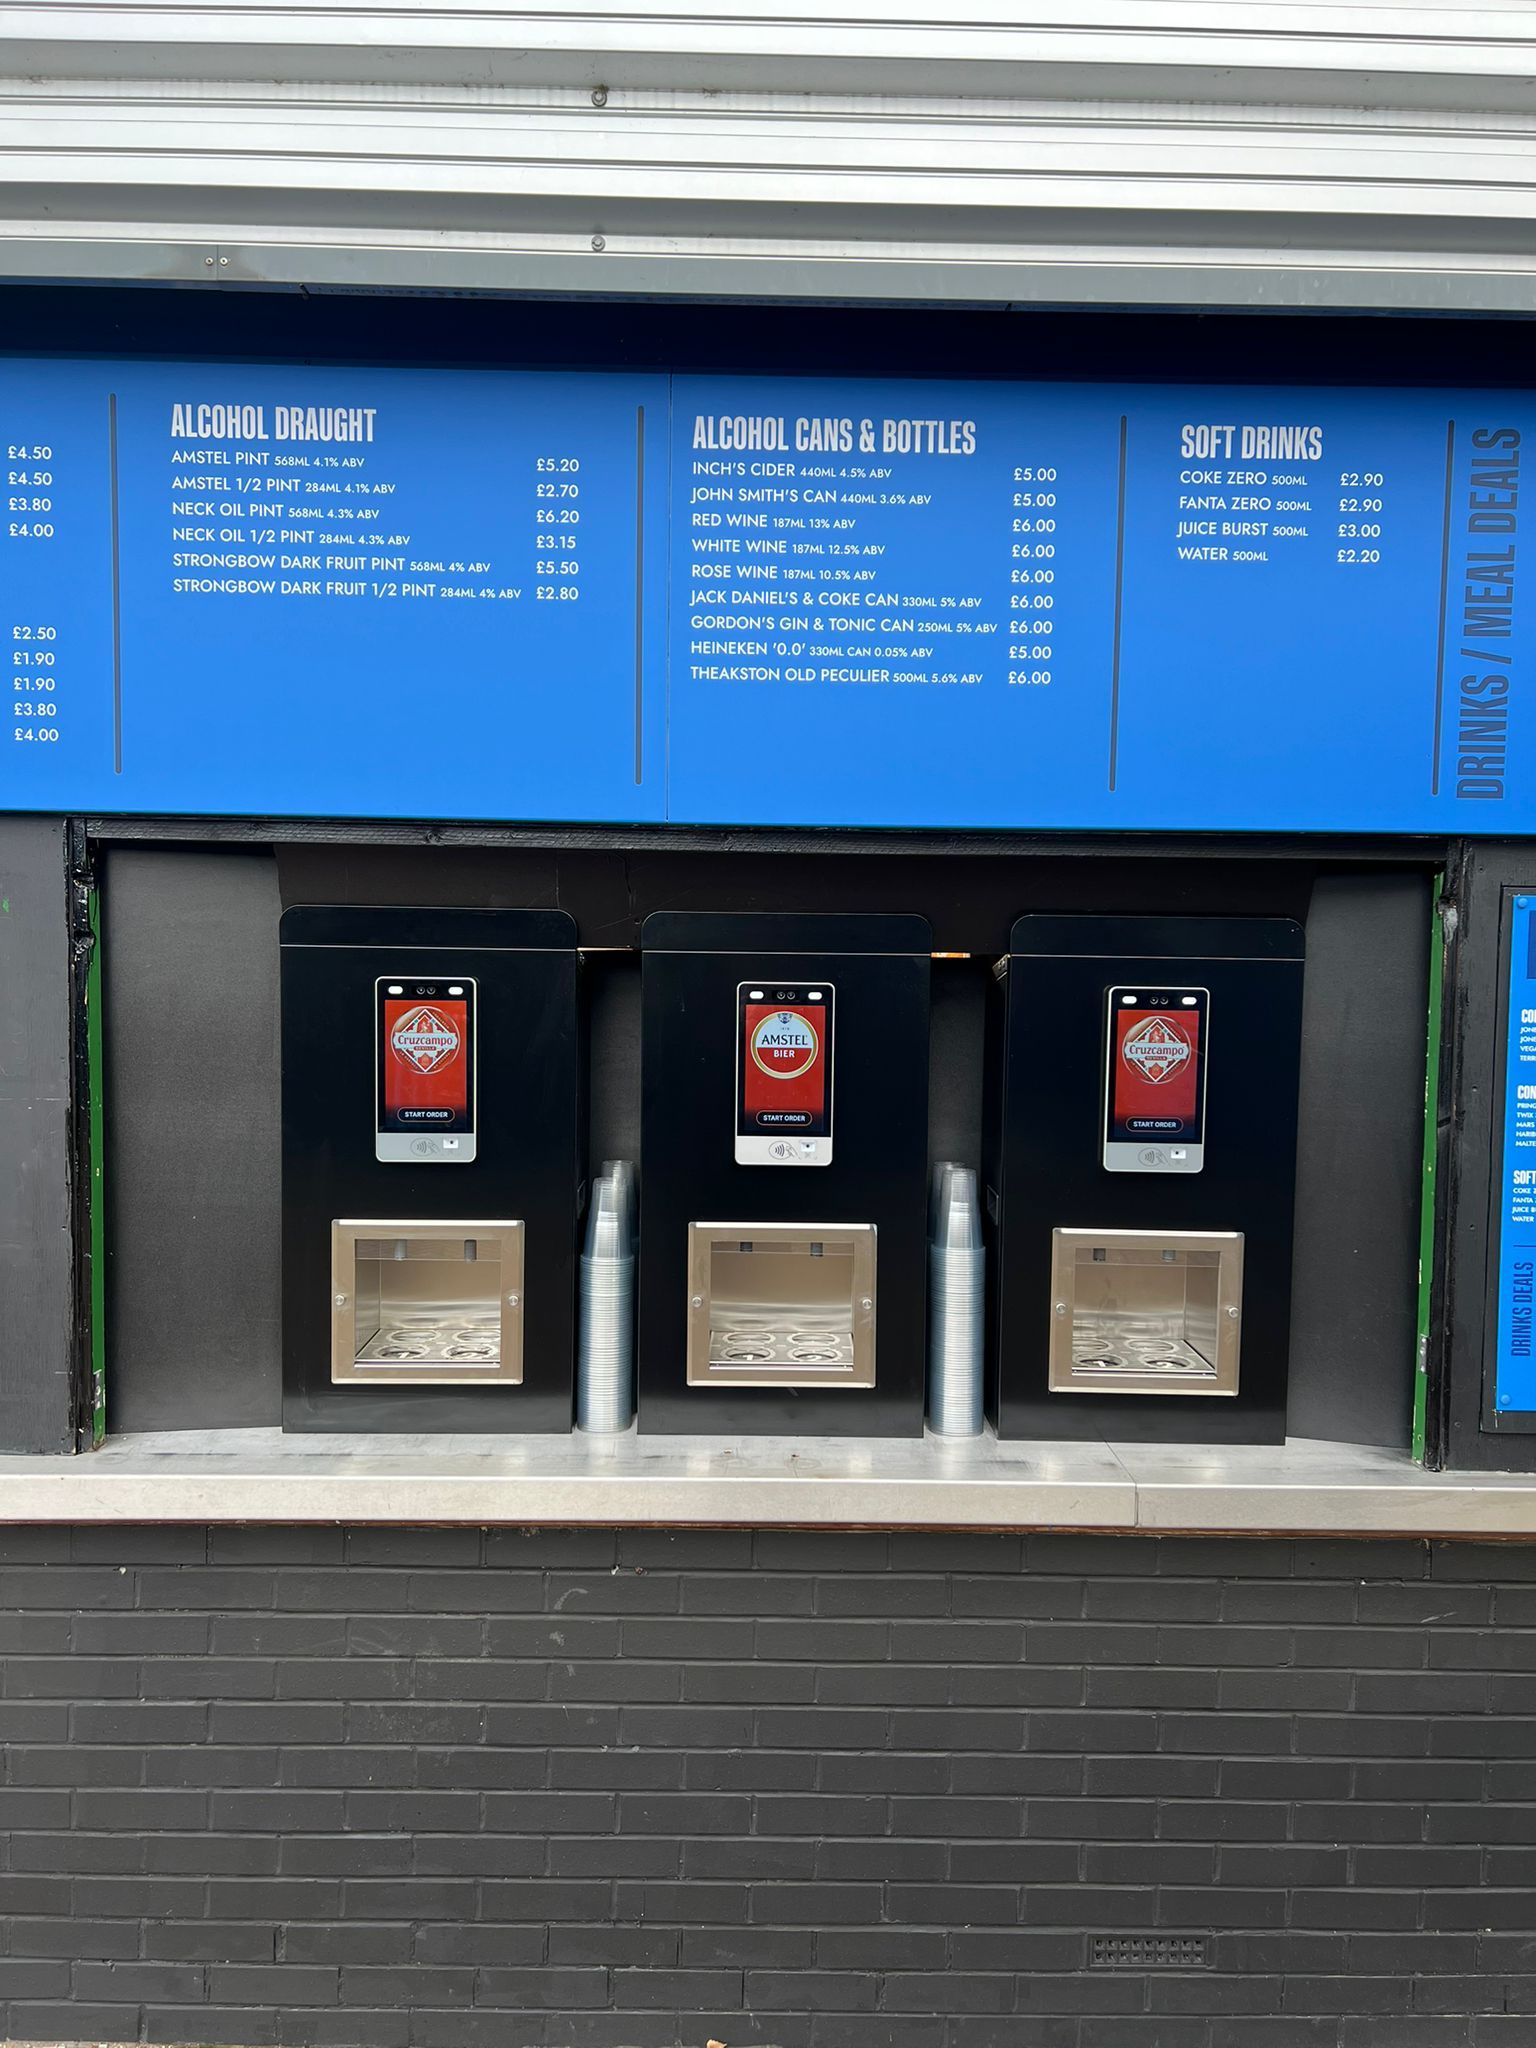 £4.50
£4.50
£3.80
£4.00
£2.50
£1.90
£1.90
£3.80
£4.00
ALCOHOL DRAUGHT
AMSTEL PINT 568ML 4.1% ABV £5.20
AMSTEL 1/2 PINT 284ML 4.1% ABV £2.70
NECK OIL PINT 568ML 4.3% ABV £6.20
NECK OIL 1/2 PINT 284ML 4.3% ABV £3.15
STRONGBOW DARK FRUIT PINT 568ML 4% ABV £5.50
STRONGBOW DARK FRUIT 1/2 PINT 284ML 4% ABV £2.80
ALCOHOL CANS & BOTTLES
INCH'S CIDER 440ML 4.5% ABV £5.00
JOHN SMITH'S CAN 440ML 3.6% ABV £5.00
RED WINE 187ML 13% ABV £6.00
WHITE WINE 187ML 12.5% ABV £6.00
ROSE WINE 187ML 10.5% ABV £6.00
JACK DANIEL'S & COKE CAN 330ML 5% ABV £6.00
GORDON'S GIN & TONIC CAN 250ML 5% ABV £6.00
HEINEKEN '0.0' 330ML CAN 0.05% ABV £5.00
THEAKSTON OLD PECULIER 500ML 5.6% ABV £6.00
SOFT DRINKS
COKE ZERO 500ML £2.90
FANTA ZERO 500ML £2.90
JUICE BURST 500ML £3.00
WATER 500ML £2.20
DRINKS / MEAL DEALS
Cruzcampo
SEVILLA
START ORDER
AMSTEL
BIER
START ORDER
Cruzcampo
SEVILLA
START ORDER
TWIX
MARS
SOFT
COKE
FANTA
JUICE
WATER
DRINKS DEALS